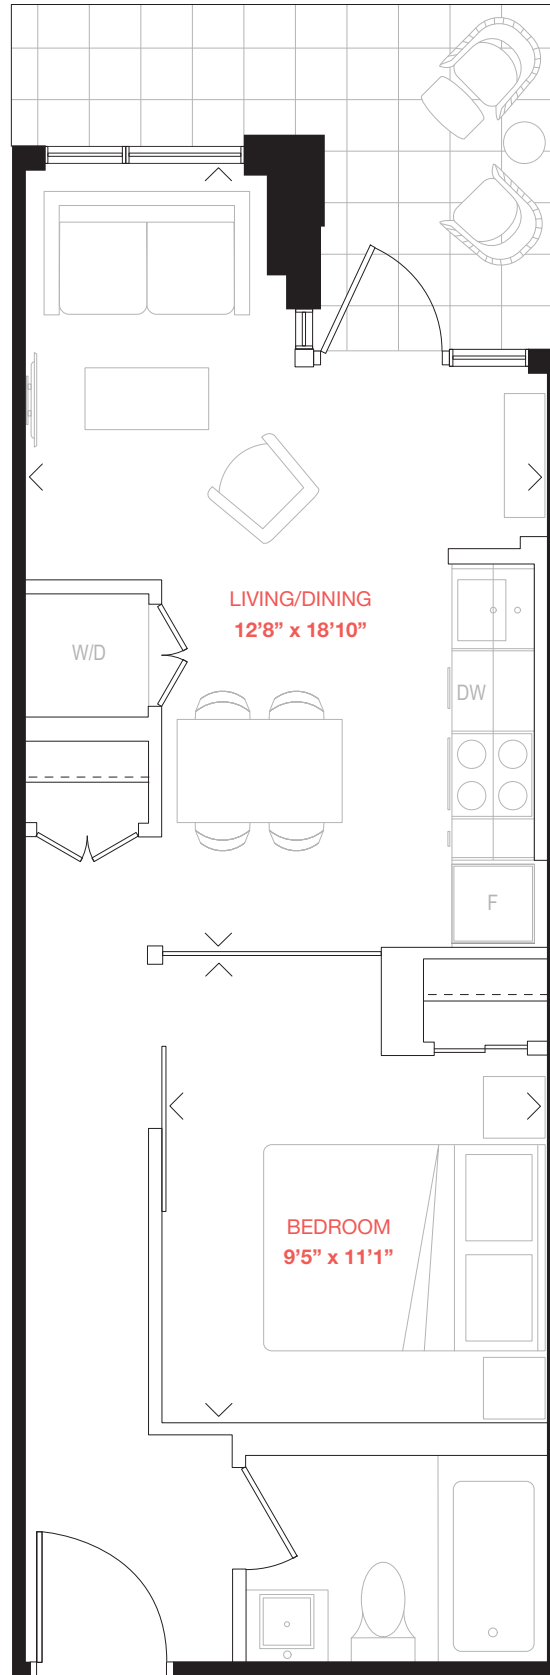 LIVING/DINING
12’8” x 18’10”
W/D
DW
F
BEDROOM
9’5” x 11’1”